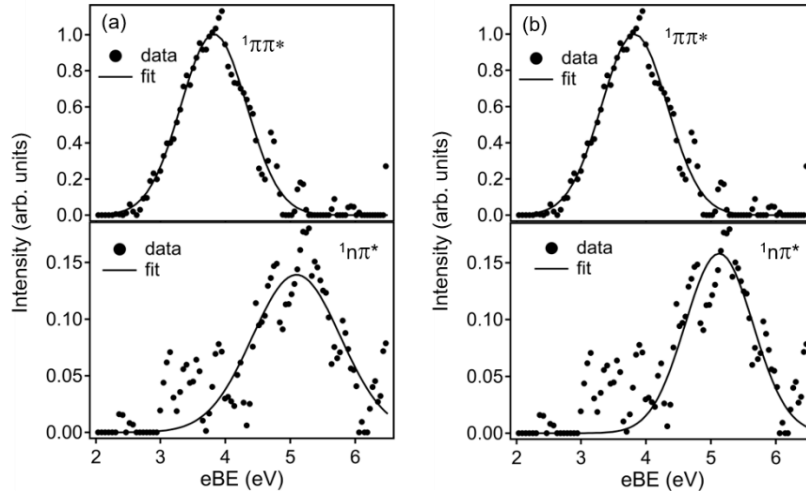 (a)
¹ππ*
data
fit
1.0
0.8
0.6
0.4
0.2
0.0
¹nπ*
data
fit
0.15
0.10
0.05
0.00
2 3 4 5 6
eBE (eV)
Intensity (arb. units)
(b)
¹ππ*
data
fit
1.0
0.8
0.6
0.4
0.2
0.0
¹nπ*
data
fit
0.15
0.10
0.05
0.00
2 3 4 5 6
eBE (eV)
Intensity (arb. units)